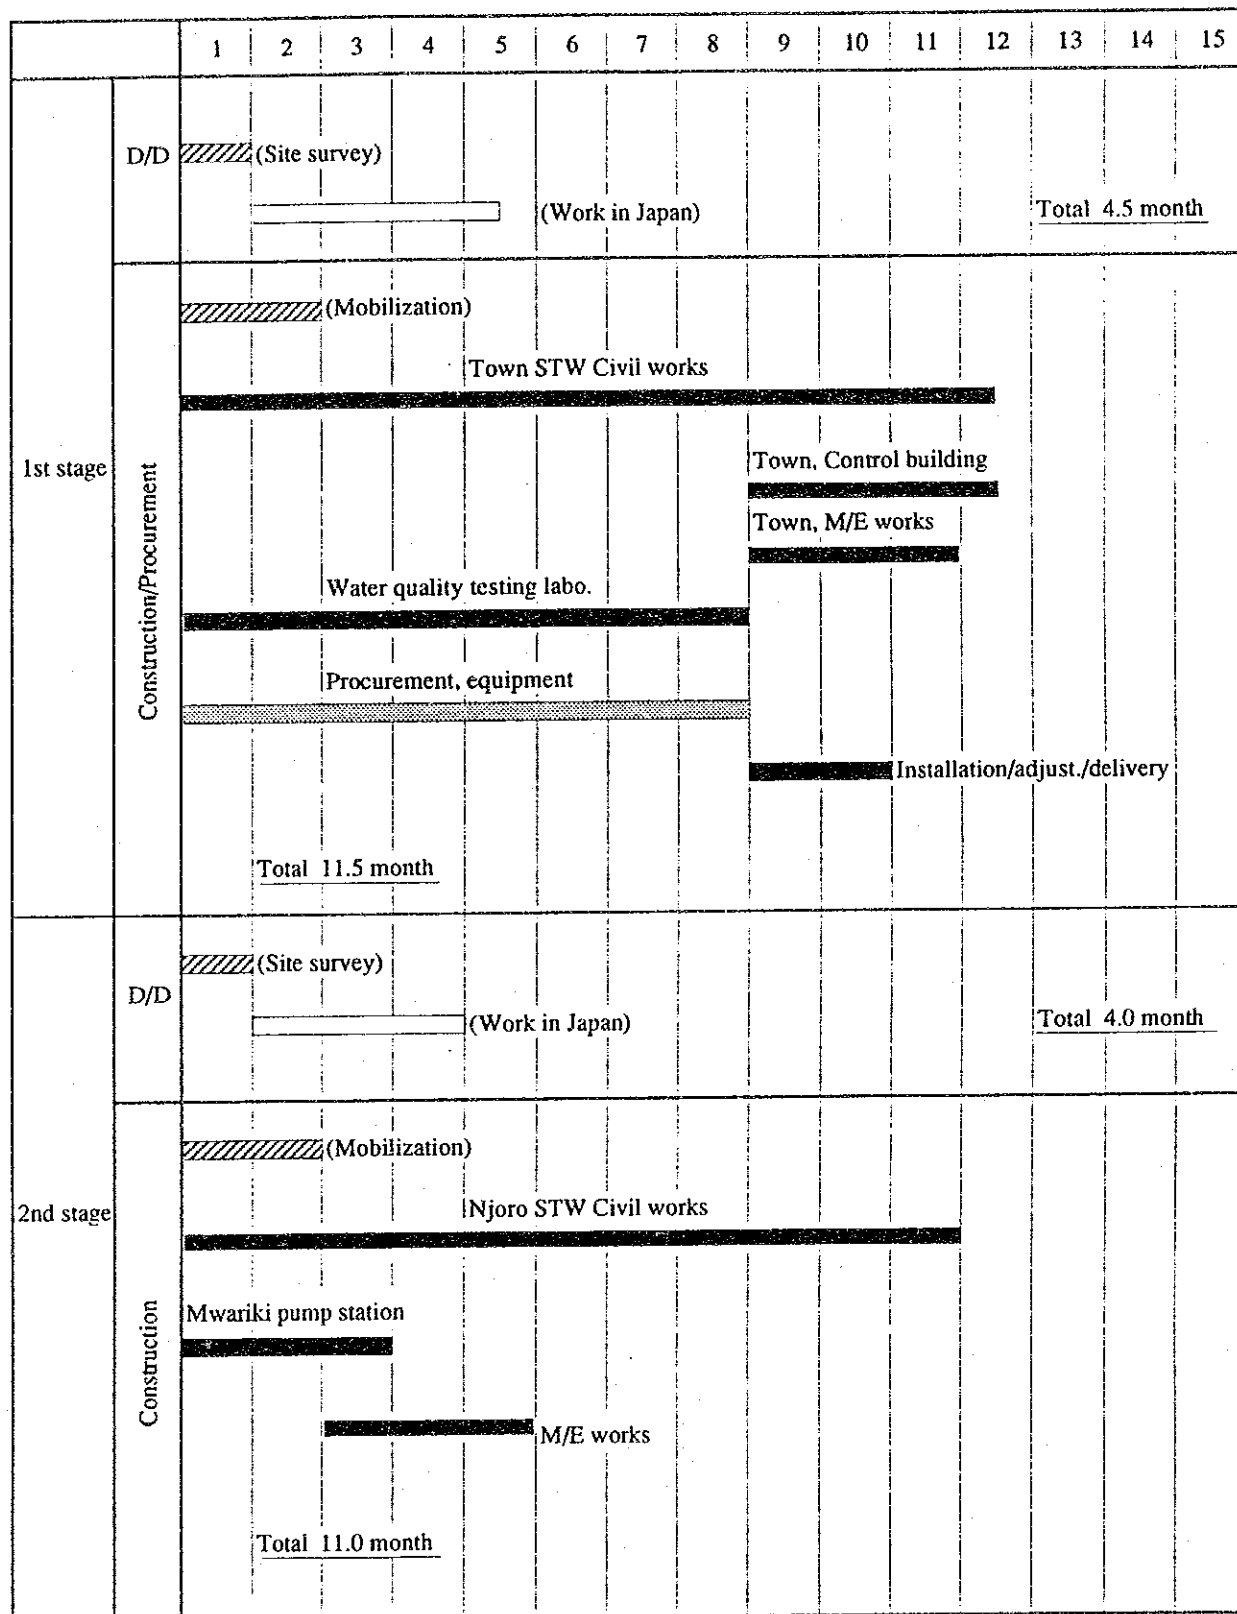 1 2 3 4 5 6 7 8 9 10 11 12 13 14 15
1st stage
D/D
(Site survey)
(Work in Japan)
Total 4.5 month
Construction/Procurement
(Mobilization)
Town STW Civil works
Town, Control building
Town, M/E works
Water quality testing labo.
Procurement, equipment
Installation/adjust./delivery
Total 11.5 month
2nd stage
D/D
(Site survey)
(Work in Japan)
Total 4.0 month
Construction
(Mobilization)
Njoro STW Civil works
Mwariki pump station
M/E works
Total 11.0 month